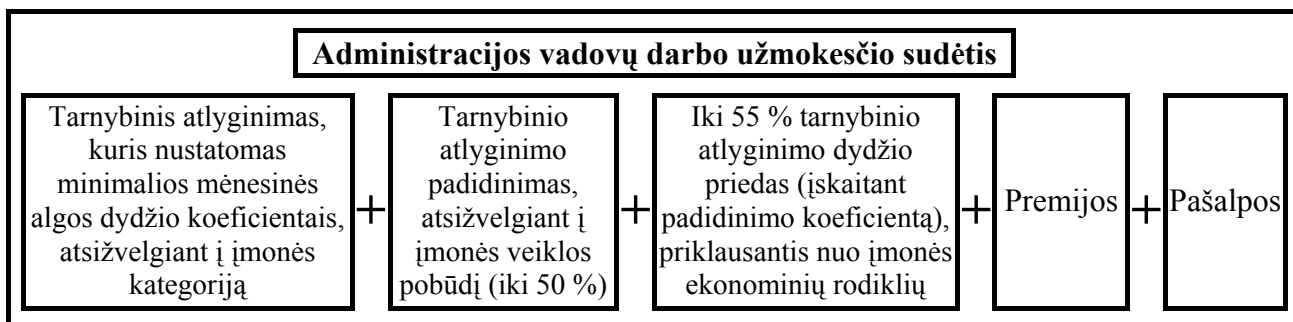 Administracijos vadovų darbo užmokesčio sudėtis
Tarnybinis atlyginimas,
kuris nustatomas
minimalios mėnesinės
algos dydžio koeficientais,
atsižvelgiant į įmonės
kategoriją
+
Tarnybinio
atlyginimo
padidinimas,
atsižvelgiant į
įmonės veiklos
pobūdį (iki 50 %)
+
Iki 55 % tarnybinio
atlyginimo dydžio
priedas (įskaitant
padidinimo koeficientą),
priklausantis nuo įmonės
ekonominių rodiklių
+
Premijos
+
Pašalpos